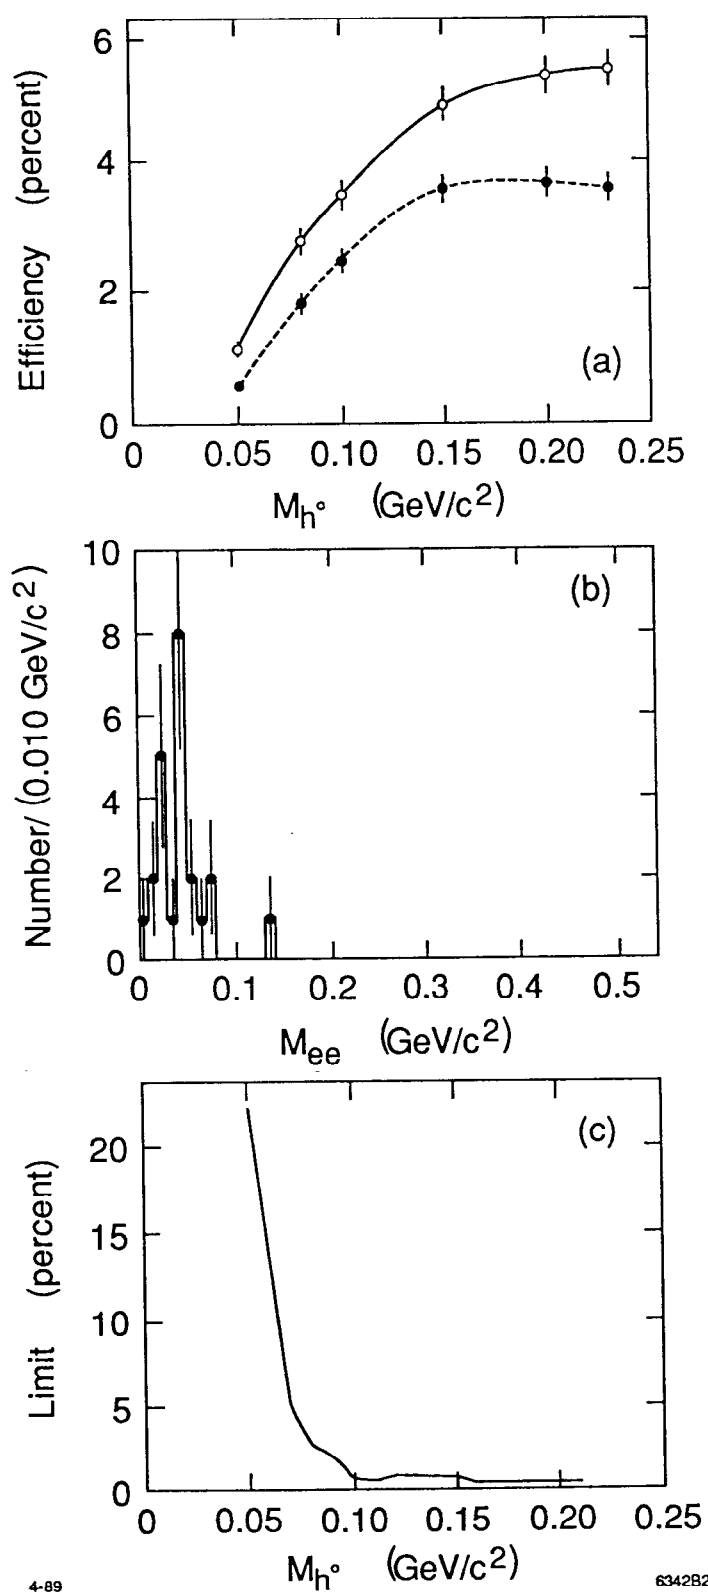 6
4
2
0
Efficiency (percent)
(a)
0 0.05 0.10 0.15 0.20 0.25
Mh° (GeV/c2)
10
8
6
4
2
0
Number/(0.010 GeV/c2)
(b)
0 0.1 0.2 0.3 0.4 0.5
Mee (GeV/c2)
20
15
10
5
0
Limit (percent)
(c)
0 0.05 0.10 0.15 0.20 0.25
Mh° (GeV/c2)
4-89 6342B2